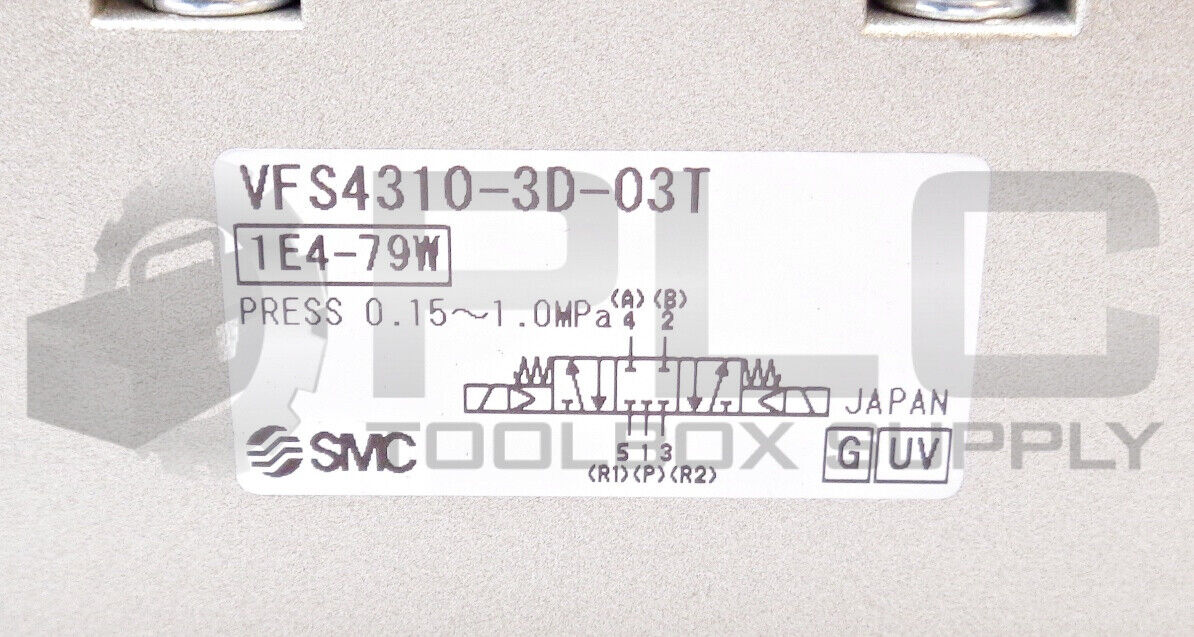 VFS4310-3D-03T
1E4-79W
PRESS 0.15～1.0MPa
(A) (B)
4 2
JAPAN
5 1 3
(R1)(P)(R2)
SMC
G UV
PLC
TOOLBOX SUPPLY